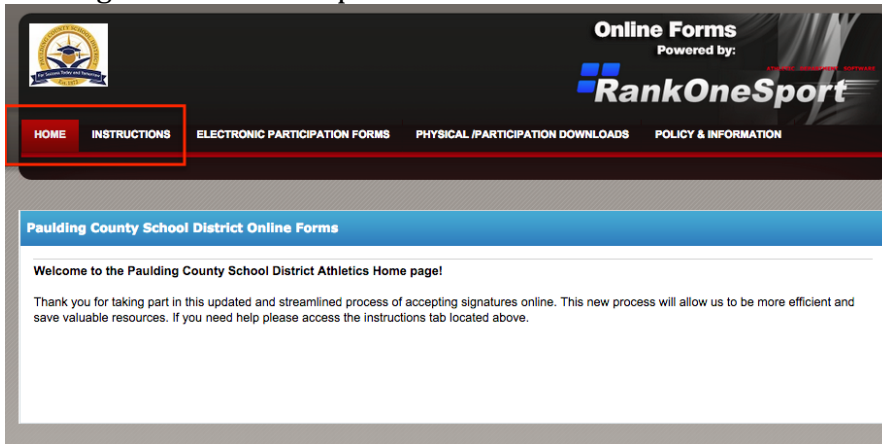 Online Forms
Powered by:
RankOneSport
HOME INSTRUCTIONS ELECTRONIC PARTICIPATION FORMS PHYSICAL /PARTICIPATION DOWNLOADS POLICY & INFORMATION
Paulding County School District Online Forms
Welcome to the Paulding County School District Athletics Home page!
Thank you for taking part in this updated and streamlined process of accepting signatures online. This new process will allow us to be more efficient and
save valuable resources. If you need help please access the instructions tab located above.